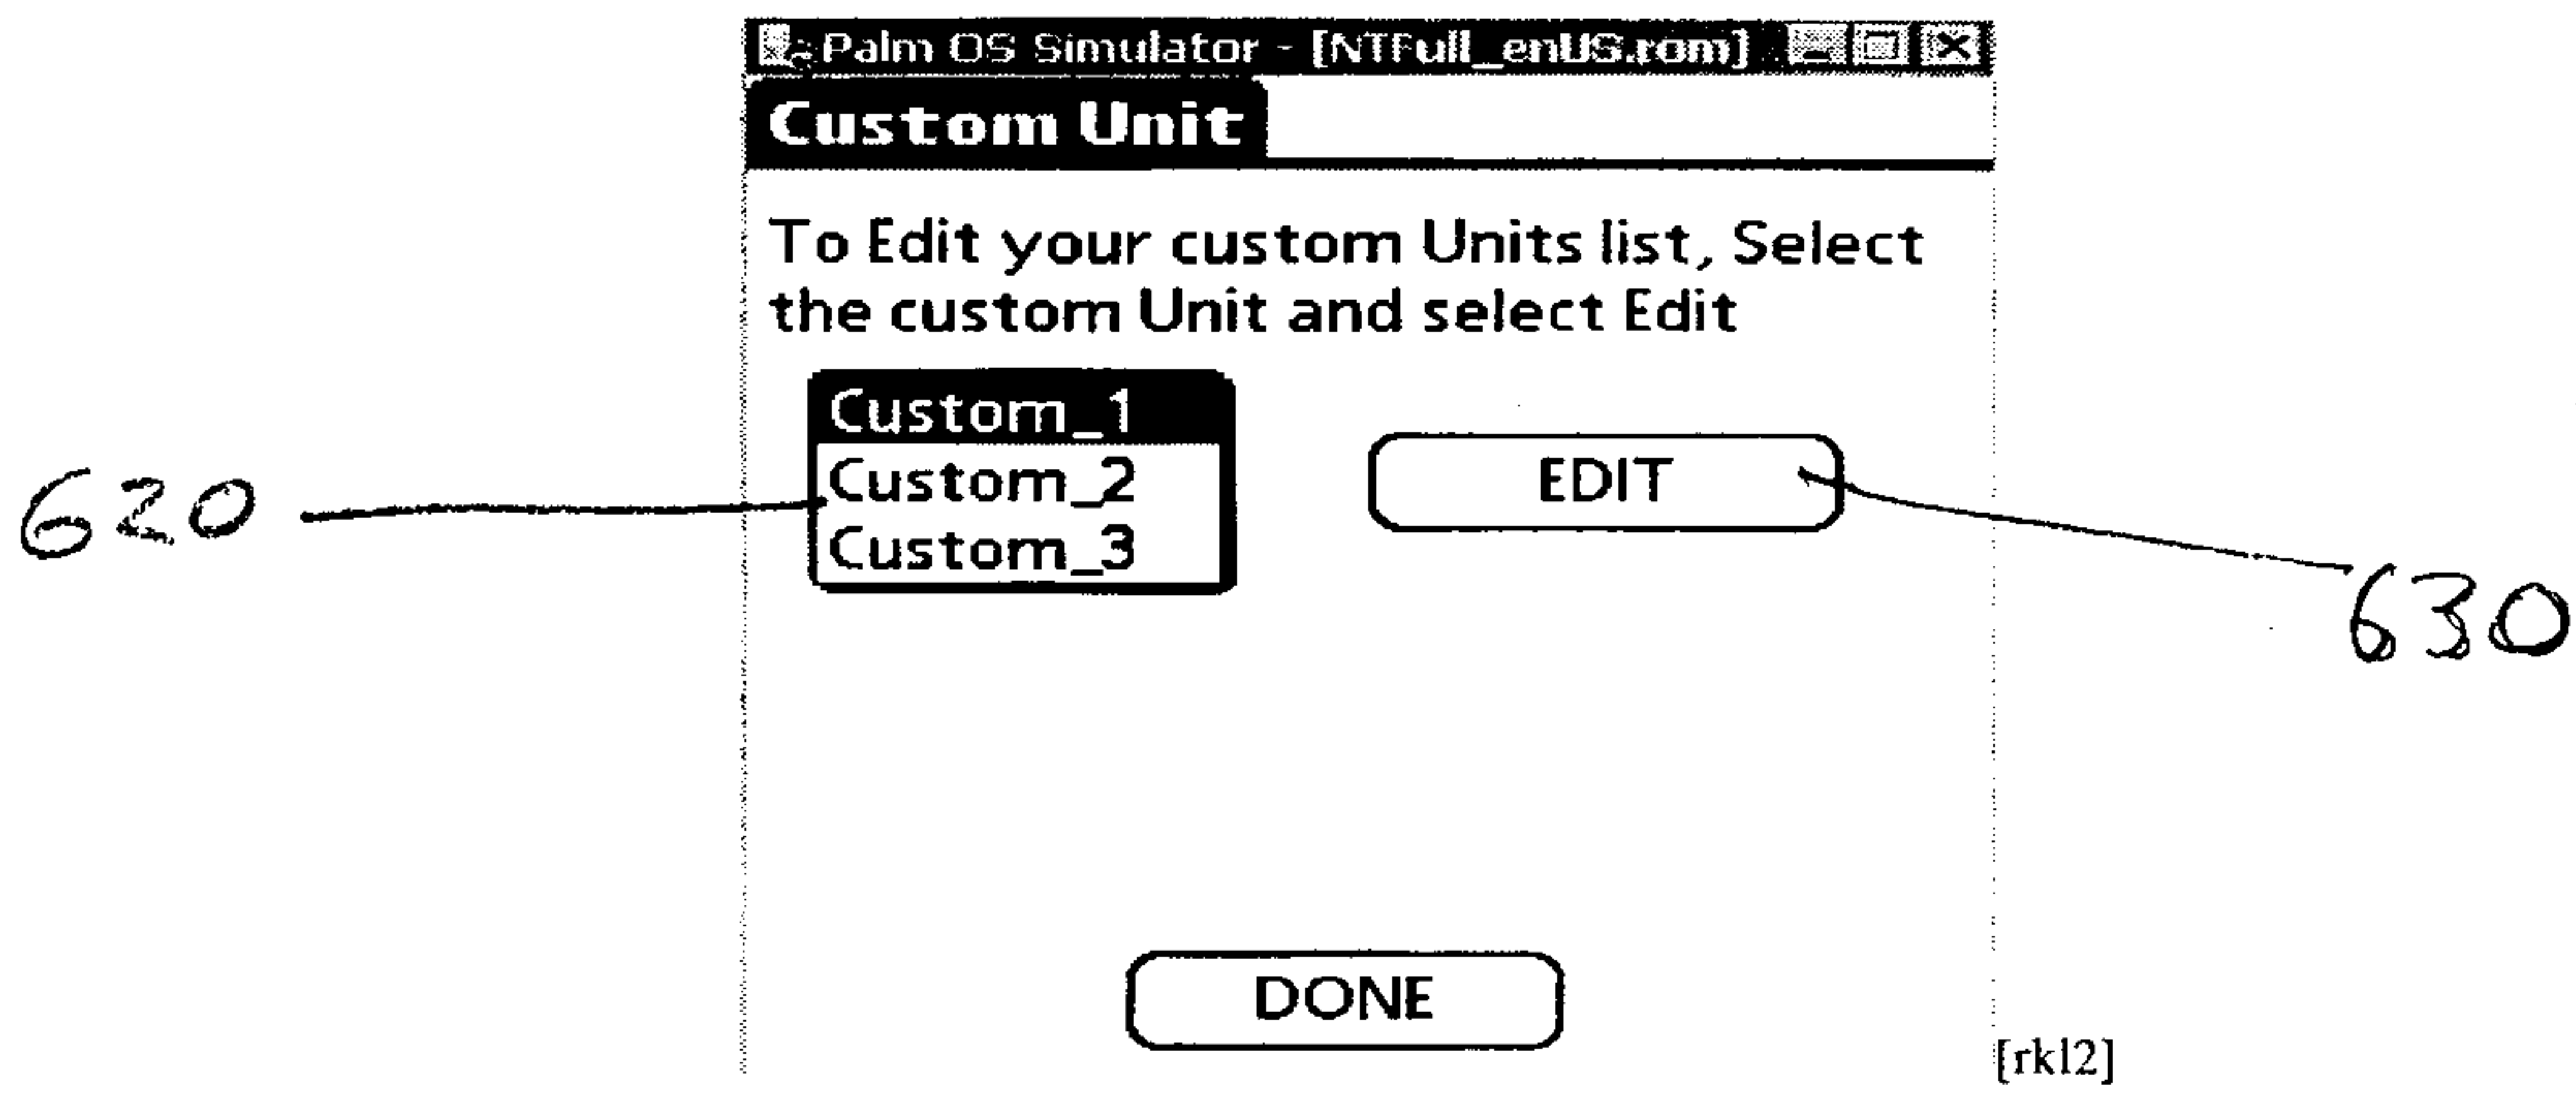 Palm OS Simulator - [NTFull_enUS.rom]
Custom Unit
To Edit your custom Units list, Select
the custom Unit and select Edit
Custom_1
Custom_2
Custom_3
EDIT
620
630
DONE
[rkl2]